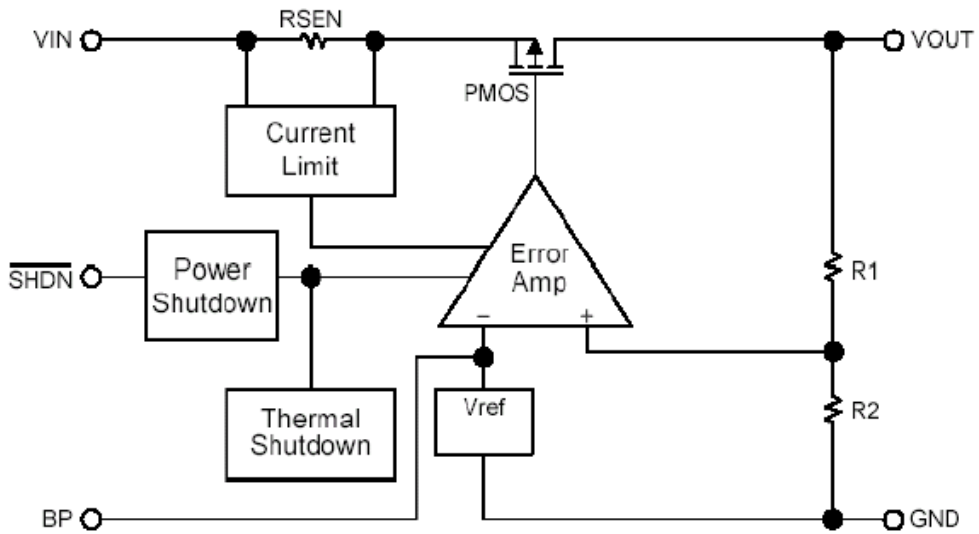 RSEN
VIN
VOUT
PMOS
Current
Limit
Error
Amp
SHDN
Power
Shutdown
R1
− +
Thermal
Shutdown
Vref
R2
BP
GND